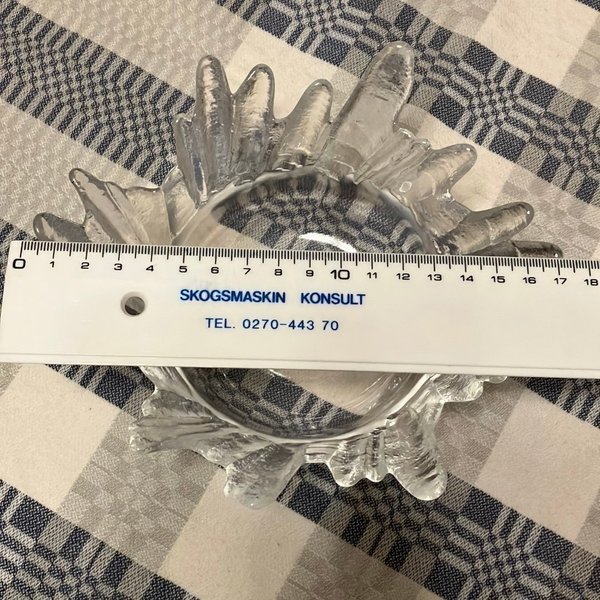 0 1 2 3 4 5 6 7 8 9 10 11 12 13 14 15 16 17 18
SKOGSMASKIN KONSULT
TEL. 0270-443 70